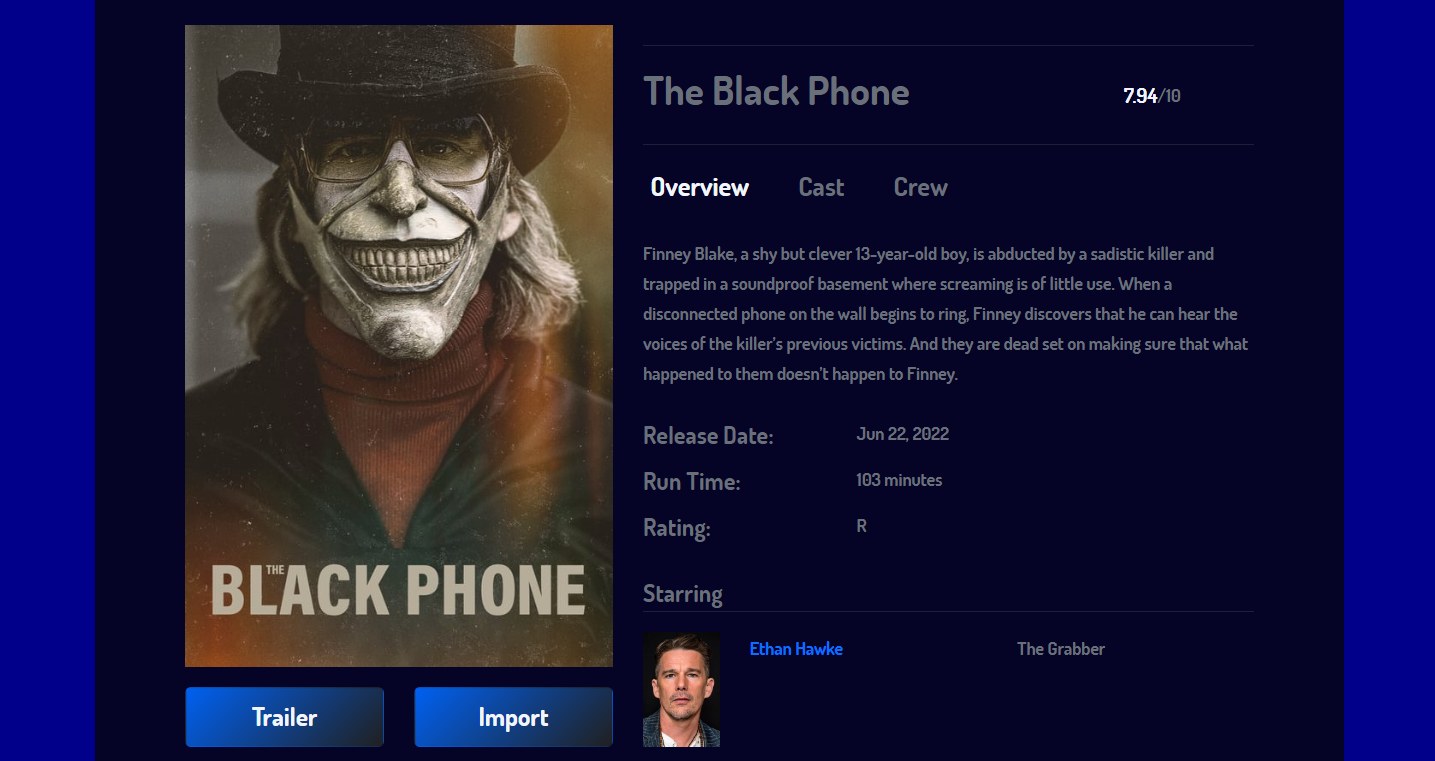 The Black Phone
7.94/10
Overview Cast Crew
Finney Blake, a shy but clever 13-year-old boy, is abducted by a sadistic killer and
trapped in a soundproof basement where screaming is of little use. When a
disconnected phone on the wall begins to ring, Finney discovers that he can hear the
voices of the killer’s previous victims. And they are dead set on making sure that what
happened to them doesn’t happen to Finney.
Release Date: Jun 22, 2022
Run Time: 103 minutes
Rating: R
Starring
Ethan Hawke The Grabber
THE
BLACK PHONE
Trailer Import